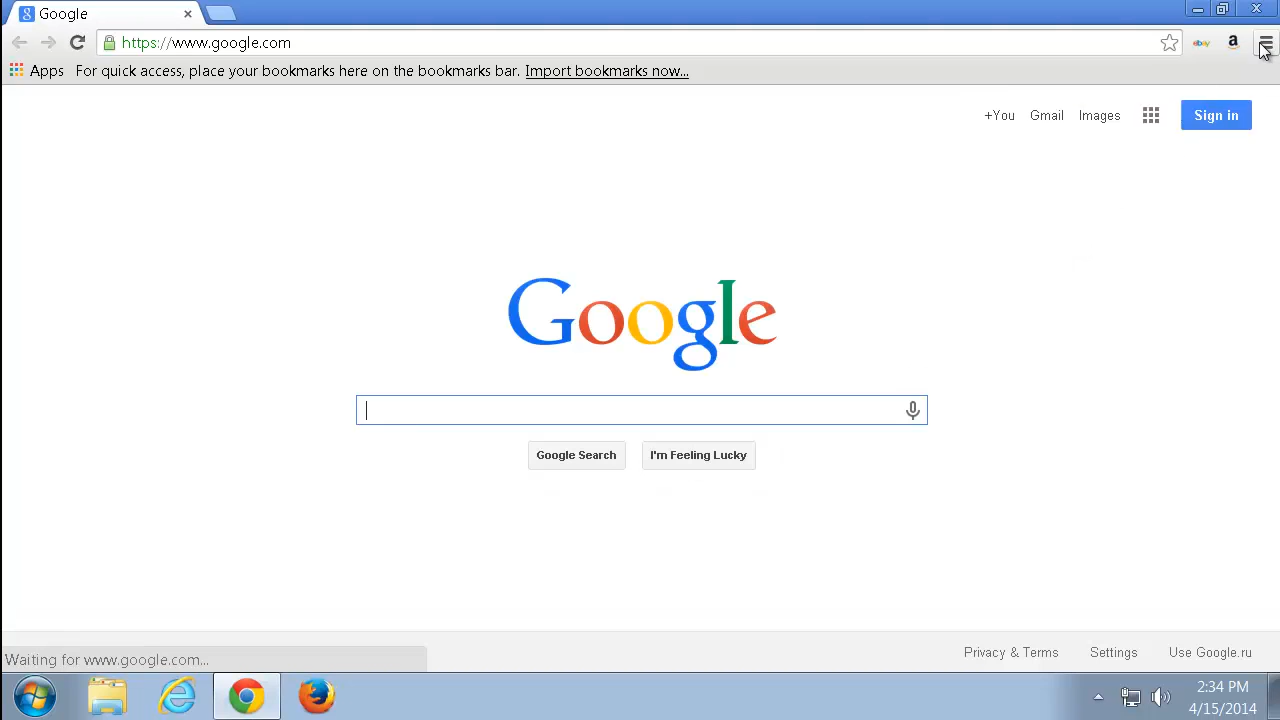 Google
https://www.google.com
ebay
a
Apps For quick access, place your bookmarks here on the bookmarks bar. Import bookmarks now...
+You Gmail Images Sign in
Google
Google Search I'm Feeling Lucky
Waiting for www.google.com...
Privacy & Terms Settings Use Google.ru
2:34 PM
4/15/2014